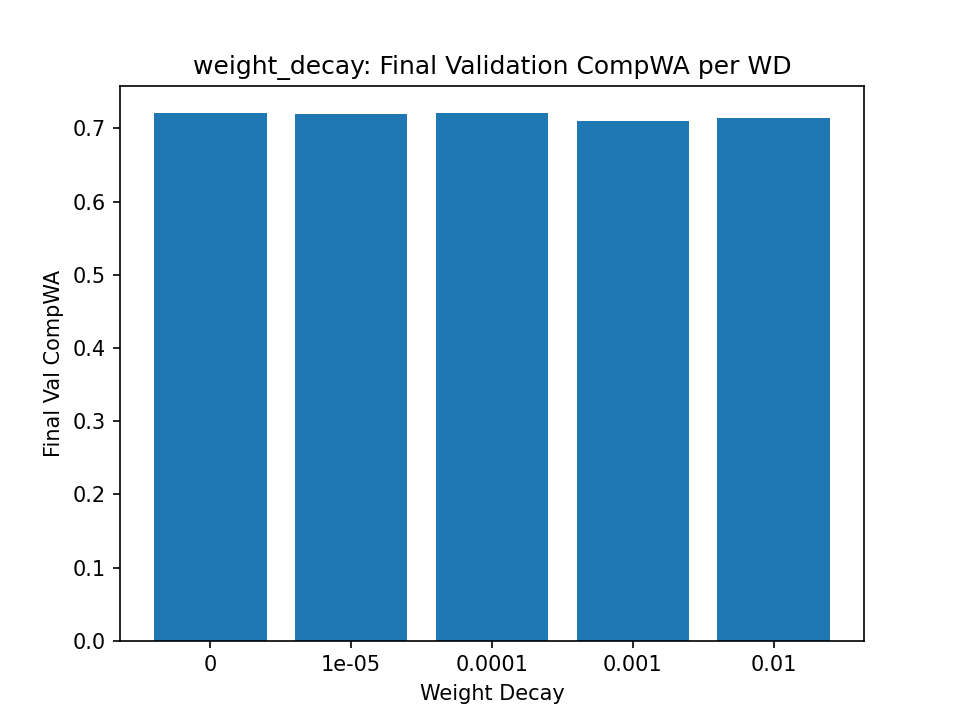 weight_decay: Final Validation CompWA per WD
Final Val CompWA
0.7
0.6
0.5
0.4
0.3
0.2
0.1
0.0
0 1e-05 0.0001 0.001 0.01
Weight Decay